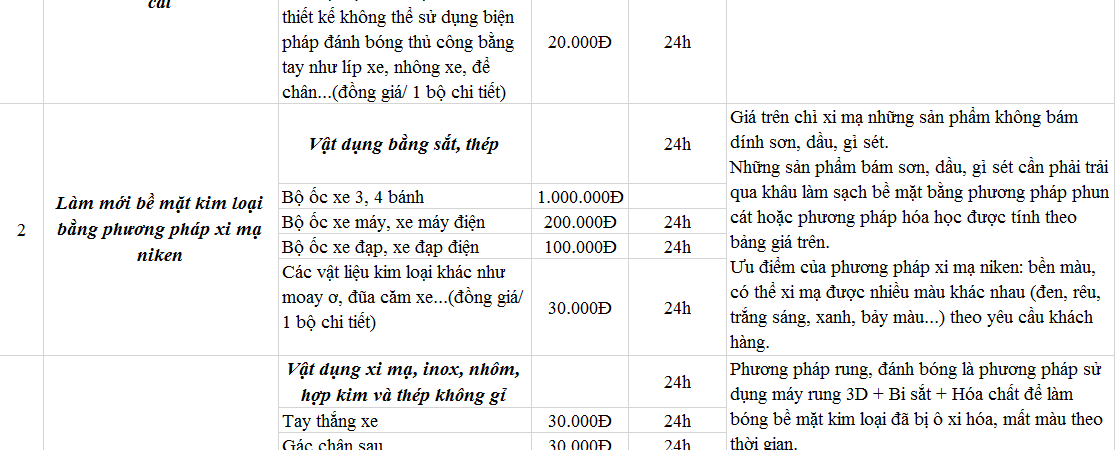 cát
thiết kế không thể sử dụng biện
pháp đánh bóng thủ công bằng
tay như líp xe, nhông xe, để
chân...(đồng giá/ 1 bộ chi tiết)
20.000Đ
24h
2
Làm mới bề mặt kim loại
bằng phương pháp xi mạ
niken
Vật dụng bằng sắt, thép
24h
Bộ ốc xe 3, 4 bánh
1.000.000Đ
Bộ ốc xe máy, xe máy điện
200.000Đ
24h
Bộ ốc xe đạp, xe đạp điện
100.000Đ
24h
Các vật liệu kim loại khác như
moay ơ, đũa căm xe...(đồng giá/
1 bộ chi tiết)
30.000Đ
24h
Giá trên chỉ xi mạ những sản phẩm không bám
dính sơn, dầu, gỉ sét.
Những sản phẩm bám sơn, dầu, gỉ sét cần phải trải
qua khâu làm sạch bề mặt bằng phương pháp phun
cát hoặc phương pháp hóa học được tính theo
bảng giá trên.
Ưu điểm của phương pháp xi mạ niken: bền màu,
có thể xi mạ được nhiều màu khác nhau (đen, rêu,
trắng sáng, xanh, bảy màu...) theo yêu cầu khách
hàng.
Vật dụng xi mạ, inox, nhôm,
hợp kim và thép không gỉ
24h
Tay thắng xe
30.000Đ
24h
Gác chân sau
30.000Đ
24h
Phương pháp rung, đánh bóng là phương pháp sử
dụng máy rung 3D + Bi sắt + Hóa chất để làm
bóng bề mặt kim loại đã bị ô xi hóa, mất màu theo
thời gian.